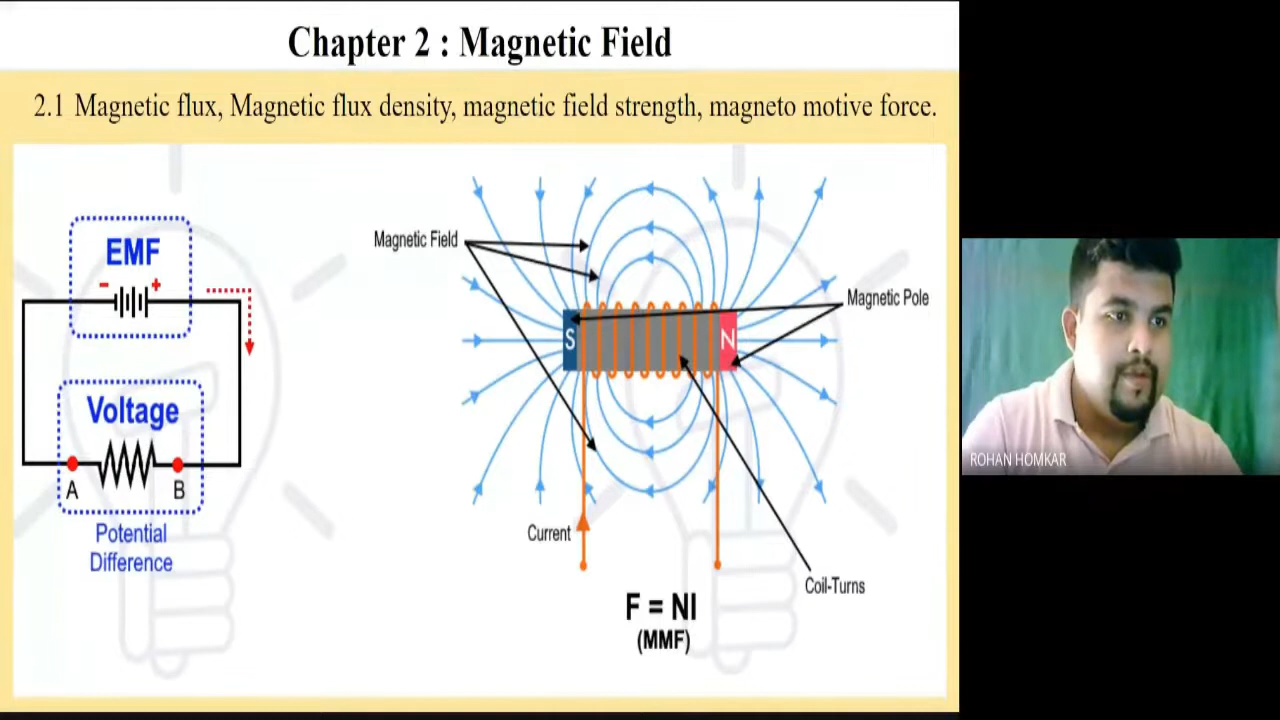 Chapter 2 : Magnetic Field
2.1 Magnetic flux, Magnetic flux density, magnetic field strength, magneto motive force.
EMF
- +
Voltage
A B
Potential
Difference
Magnetic Field
Magnetic Pole
S N
Current
Coil-Turns
F = NI
(MMF)
ROHAN HOMKAR